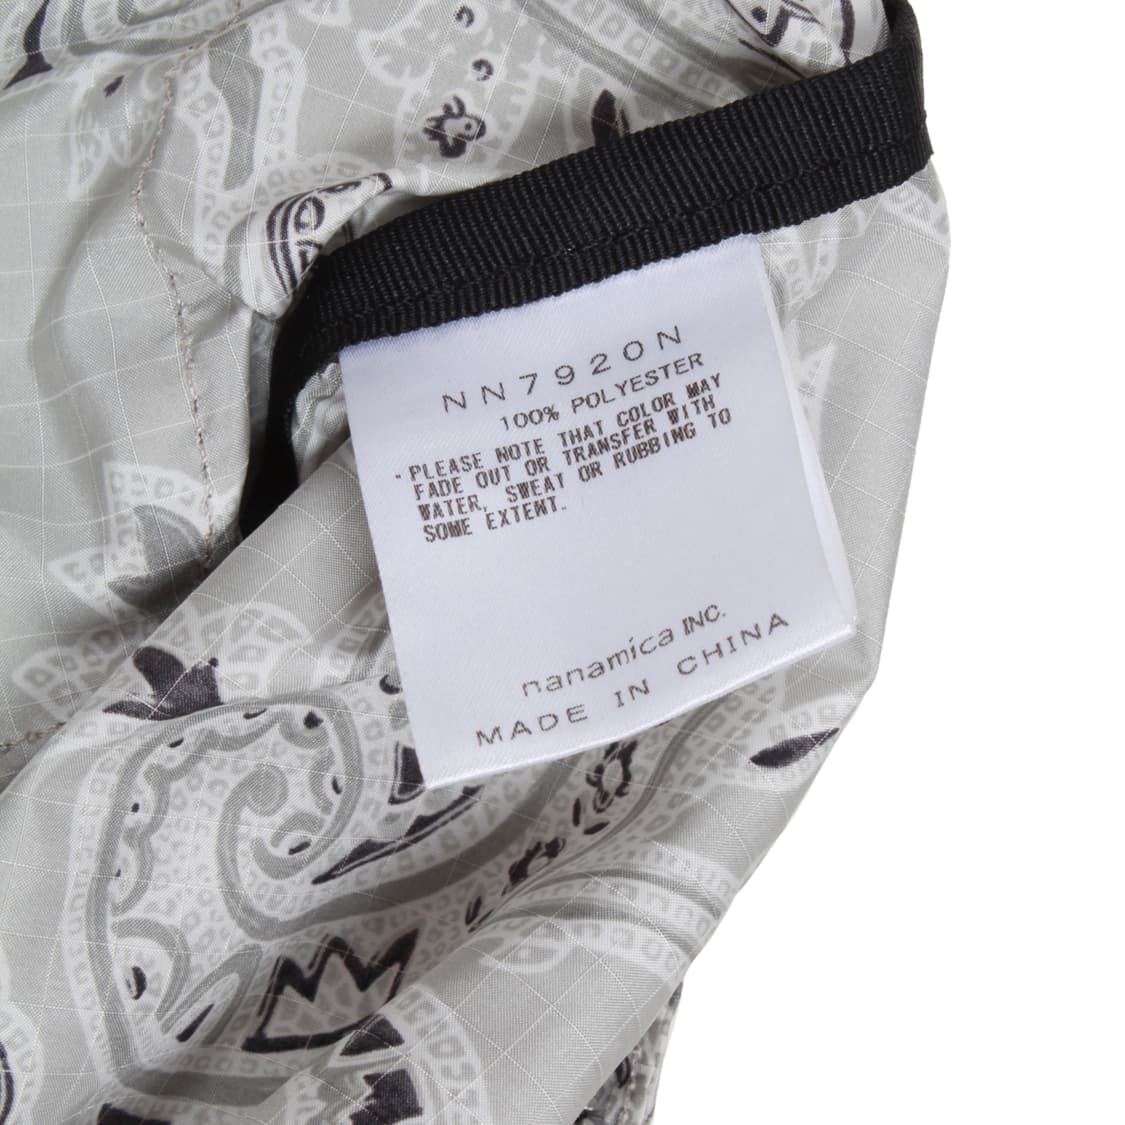 NN7920N
100% POLYESTER
・PLEASE NOTE THAT COLOR MAY
FADE OUT OR TRANSFER WITH
WATER, SWEAT OR RUBBING TO
SOME EXTENT.
nanamica INC.
MADE IN CHINA